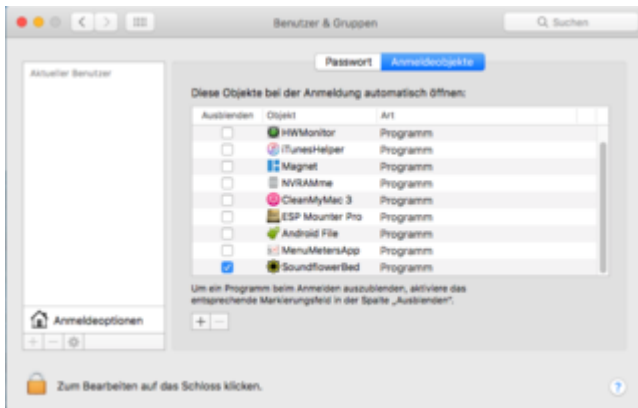 Benutzer & Gruppen
Suchen
Aktueller Benutzer
Passwort Anmeldeobjekte
Diese Objekte bei der Anmeldung automatisch öffnen:
Ausblenden Objekt Art
HWMonitor Programm
iTunesHelper Programm
Magnet Programm
NVRAMme Programm
CleanMyMac 3 Programm
ESP Mounter Pro Programm
Android File Programm
MenuMetersApp Programm
SoundflowerBed Programm
Um ein Programm beim Anmelden auszublenden, aktiviere das
entsprechende Markierungsfeld in der Spalte „Ausblenden“.
Anmeldeoptionen
+ −
+ −
Zum Bearbeiten auf das Schloss klicken.
?